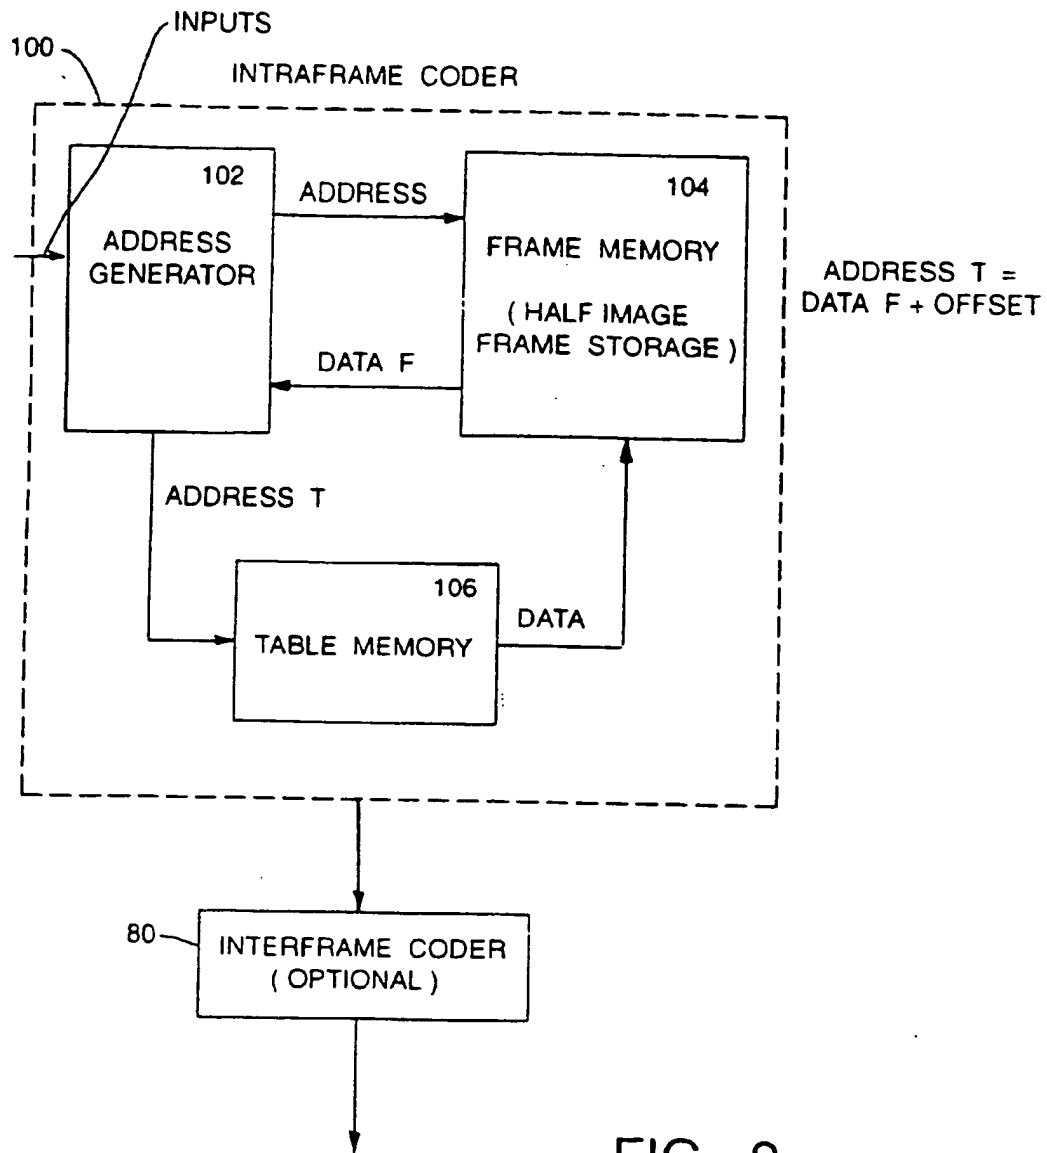 INPUTS
100
INTRAFRAME CODER
102
ADDRESS
GENERATOR
ADDRESS
104
FRAME MEMORY
( HALF IMAGE
FRAME STORAGE )
DATA F
ADDRESS T =
DATA F + OFFSET
ADDRESS T
106
TABLE MEMORY
DATA
80
INTERFRAME CODER
( OPTIONAL )
FIG.